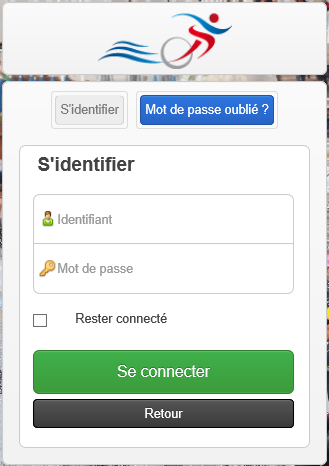 S'identifier
Mot de passe oublié ?
S'identifier
Identifiant
Mot de passe
Rester connecté
Se connecter
Retour